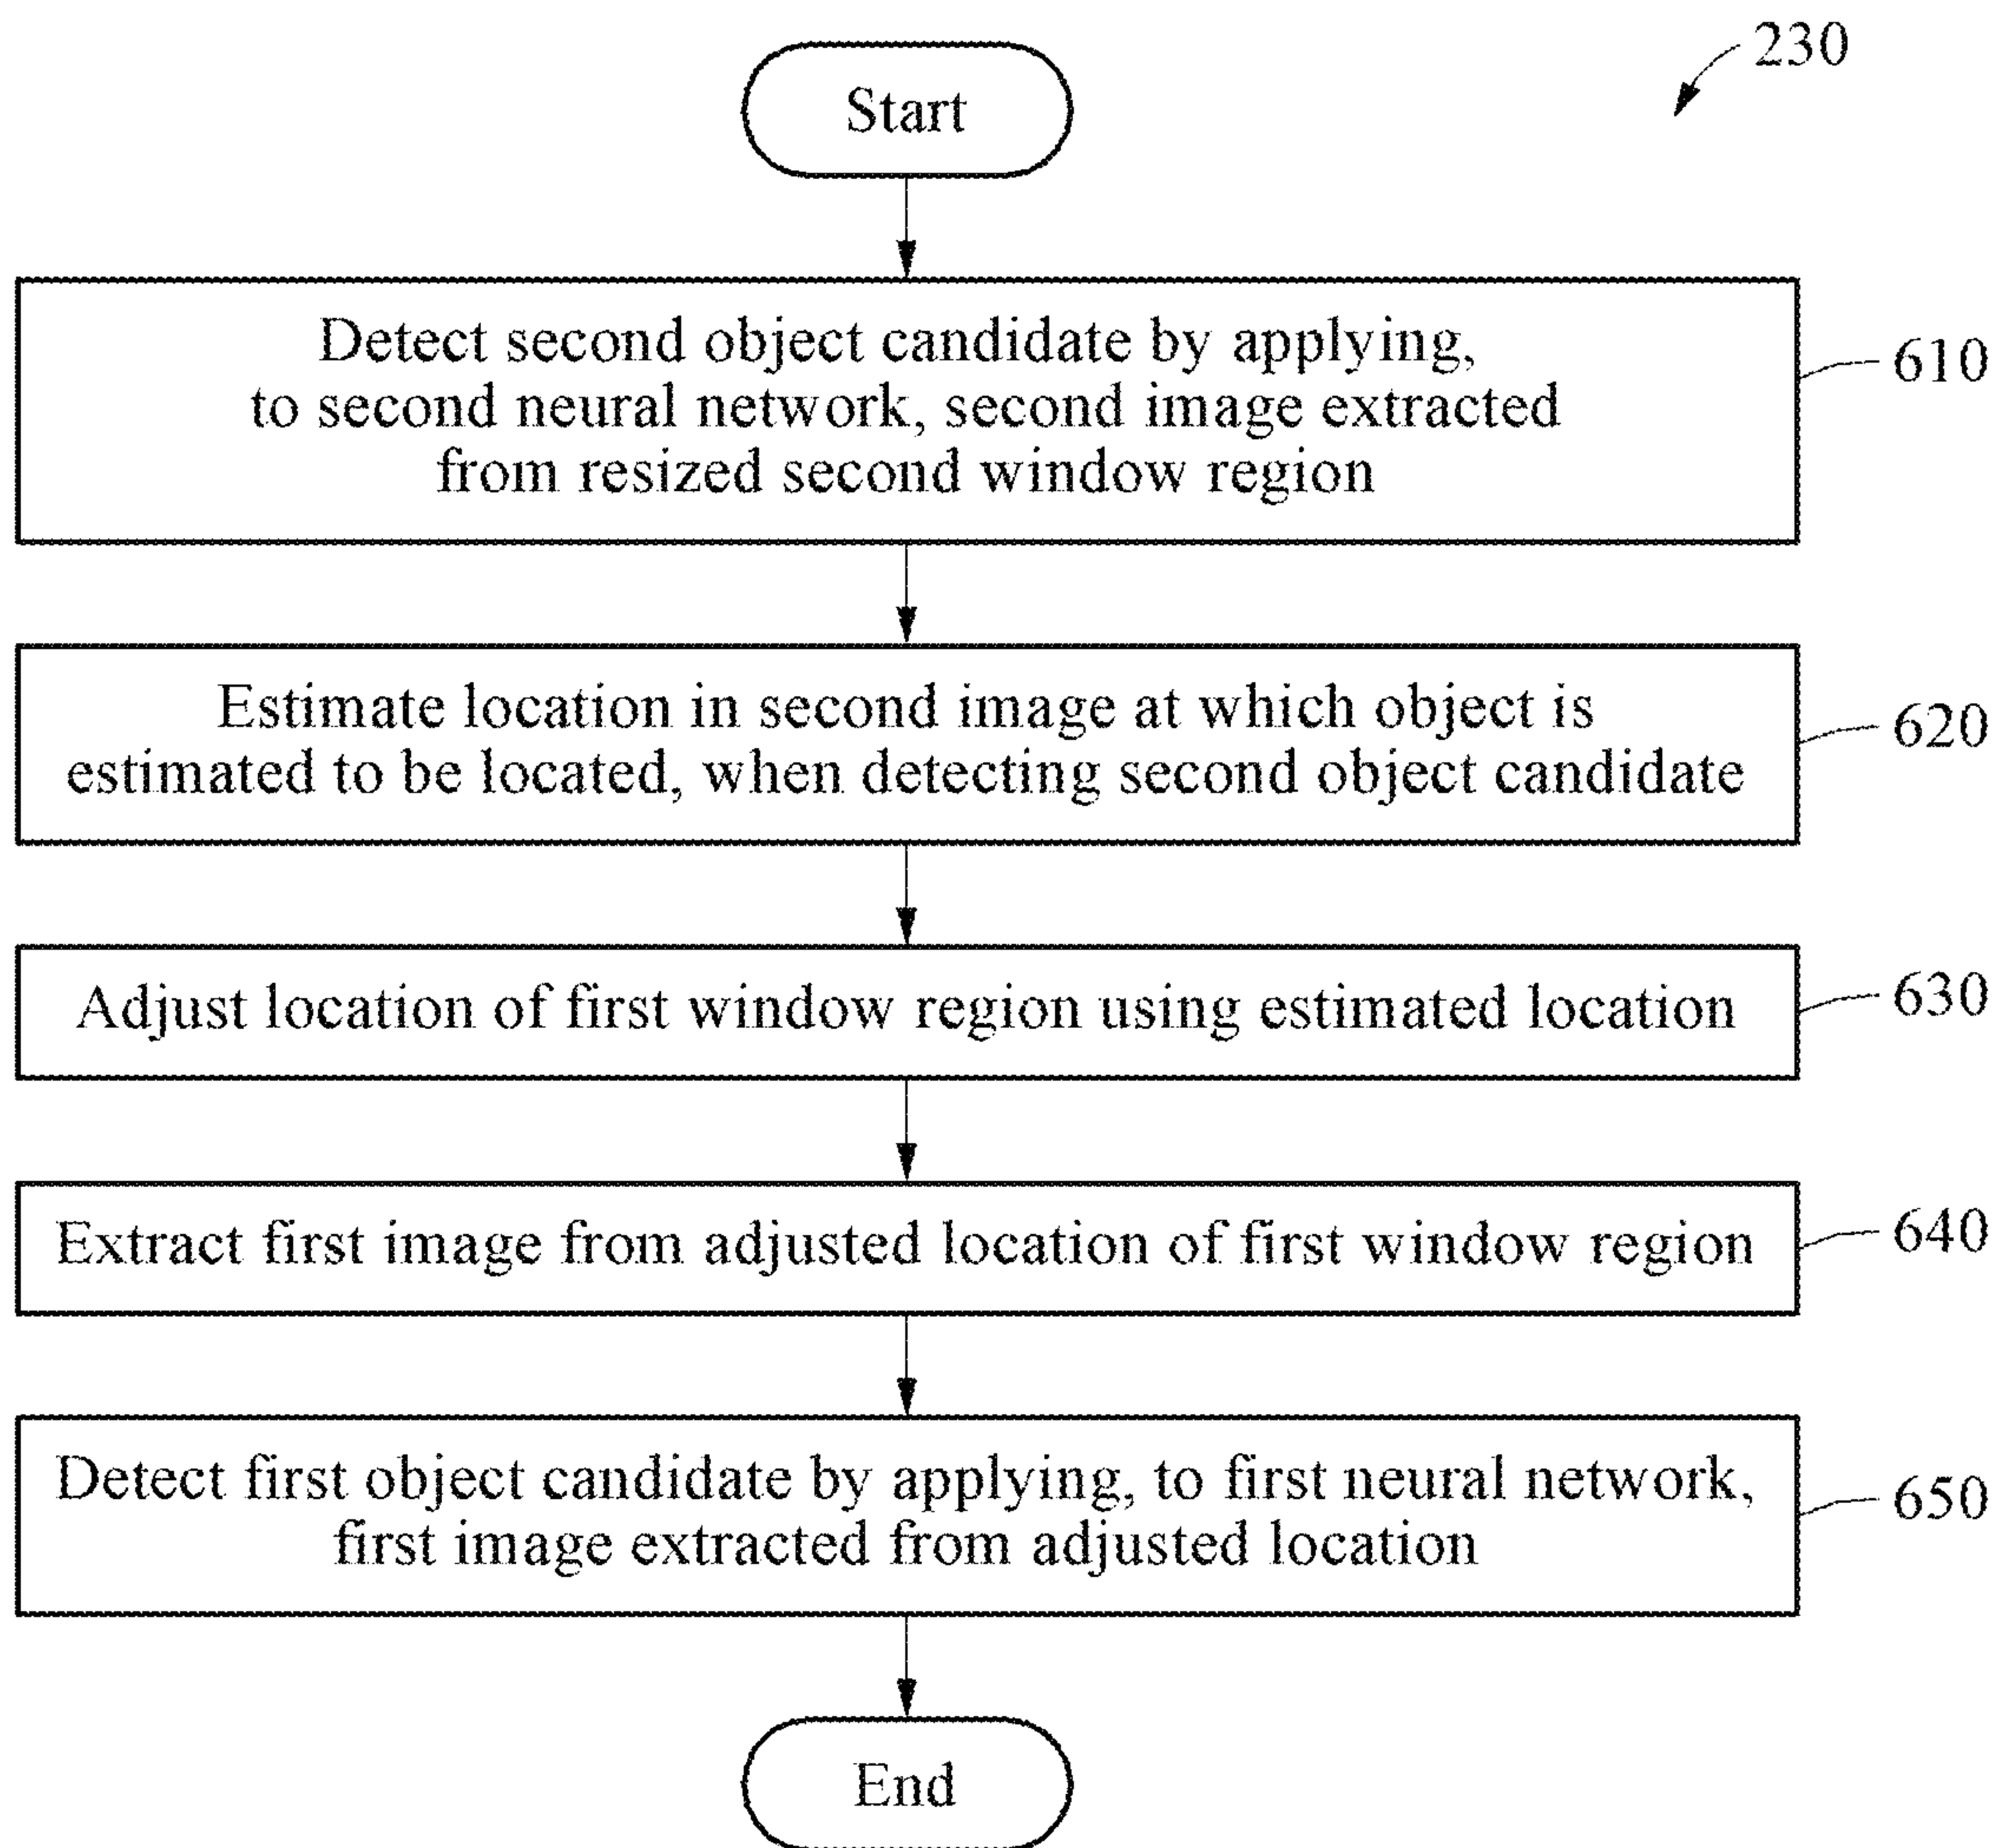 230
Start
Detect second object candidate by applying,
to second neural network, second image extracted
from resized second window region
610
Estimate location in second image at which object is
estimated to be located, when detecting second object candidate
620
Adjust location of first window region using estimated location
630
Extract first image from adjusted location of first window region
640
Detect first object candidate by applying, to first neural network,
first image extracted from adjusted location
650
End